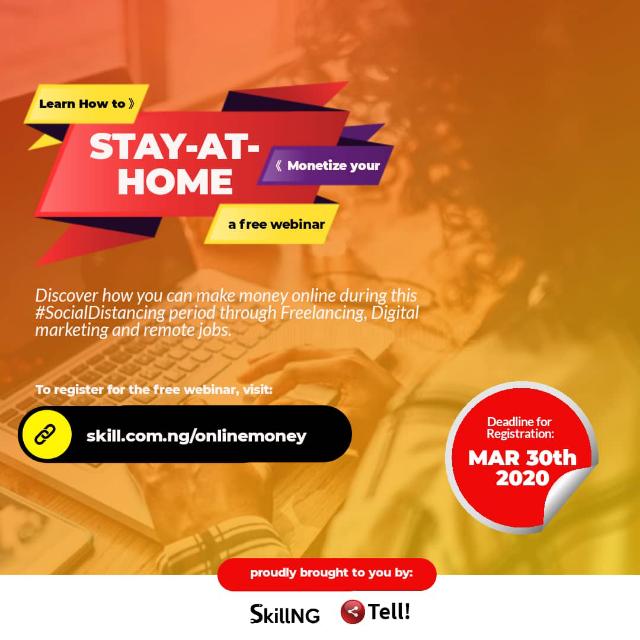 Learn How to 》
《 Monetize your
STAY-AT-
HOME
a free webinar
Discover how you can make money online during this
#SocialDistancing period through Freelancing, Digital
marketing and remote jobs.
To register for the free webinar, visit:
skill.com.ng/onlinemoney
Deadline for
Registration:
MAR 30th
2020
proudly brought to you by:
SkillNG
Tell!